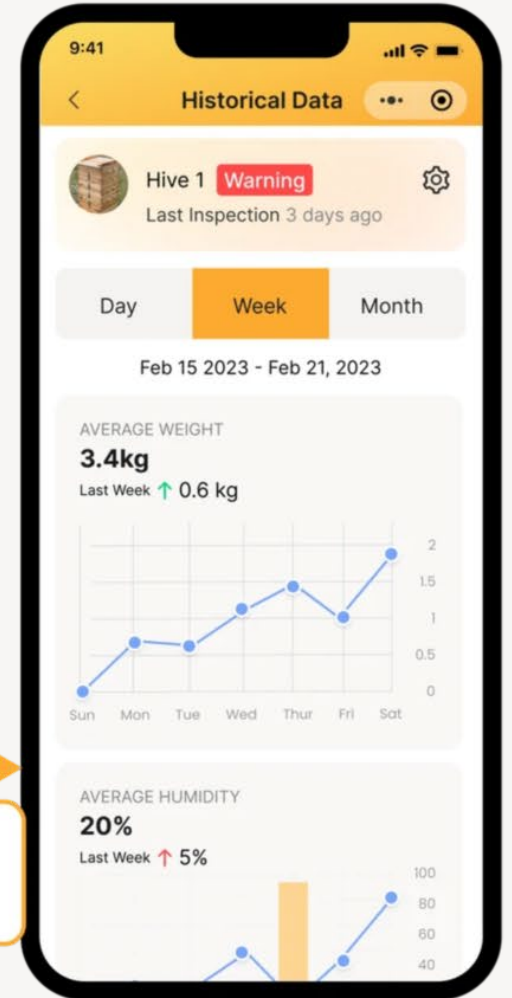 9:41
Historical Data
Hive 1 Warning
Last Inspection 3 days ago
Day Week Month
Feb 15 2023 - Feb 21, 2023
AVERAGE WEIGHT
3.4kg
Last Week ↑ 0.6 kg
2
1.5
1
0.5
0
Sun Mon Tue Wed Thur Fri Sat
AVERAGE HUMIDITY
20%
Last Week ↑ 5%
100
80
60
40